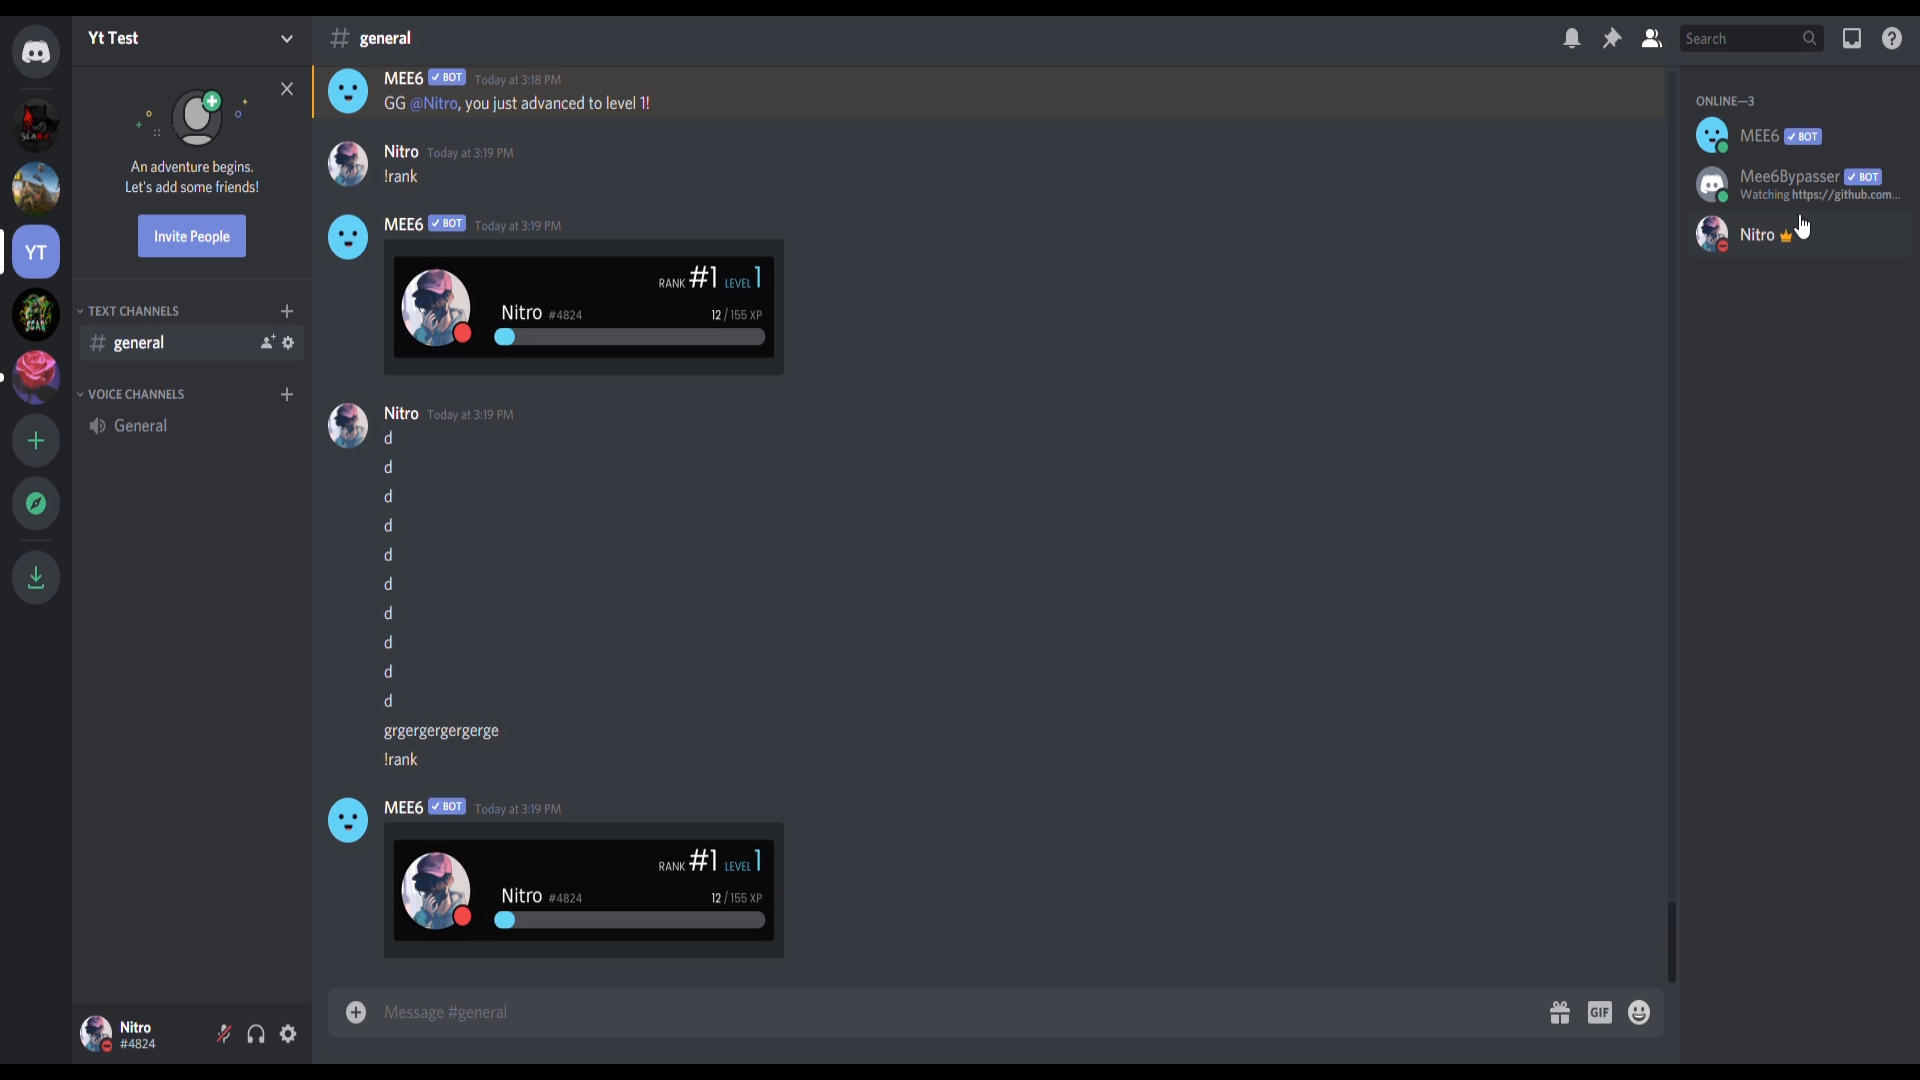 Yt Test
An adventure begins.
Let's add some friends!
Invite People
TEXT CHANNELS
general
VOICE CHANNELS
General
Nitro
#4824
YT
general
Search
MEE6 ✓ BOT Today at 3:18 PM
GG @Nitro, you just advanced to level 1!
Nitro Today at 3:19 PM
!rank
MEE6 ✓ BOT Today at 3:19 PM
RANK #1 LEVEL 1
Nitro #4824 12 / 155 XP
Nitro Today at 3:19 PM
d
d
d
d
d
d
d
d
d
d
grgergergergerge
!rank
MEE6 ✓ BOT Today at 3:19 PM
RANK #1 LEVEL 1
Nitro #4824 12 / 155 XP
Message #general
GIF
ONLINE—3
MEE6 ✓ BOT
Mee6Bypasser ✓ BOT
Watching https://github.com...
Nitro